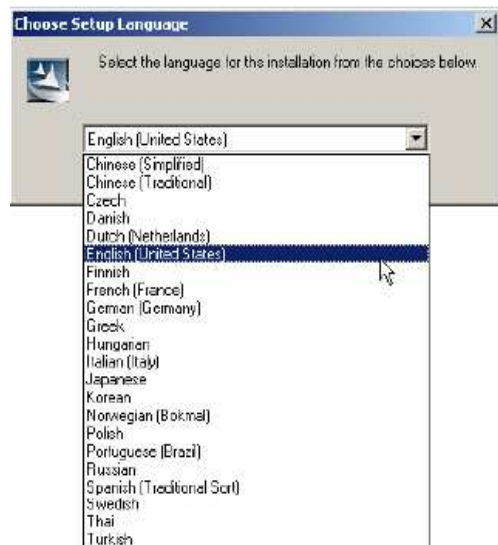 Choose Setup Language
Select the language for the installation from the choices below.
English (United States)
Chinese (Simplified)
Chinese (Traditional)
Czech
Danish
Dutch (Netherlands)
English (United States)
Finnish
French (France)
German (Germany)
Greek
Hungarian
Italian (Italy)
Japanese
Korean
Norwegian (Bokmal)
Polish
Portuguese (Brazil)
Russian
Spanish (Traditional Sort)
Swedish
Thai
Turkish